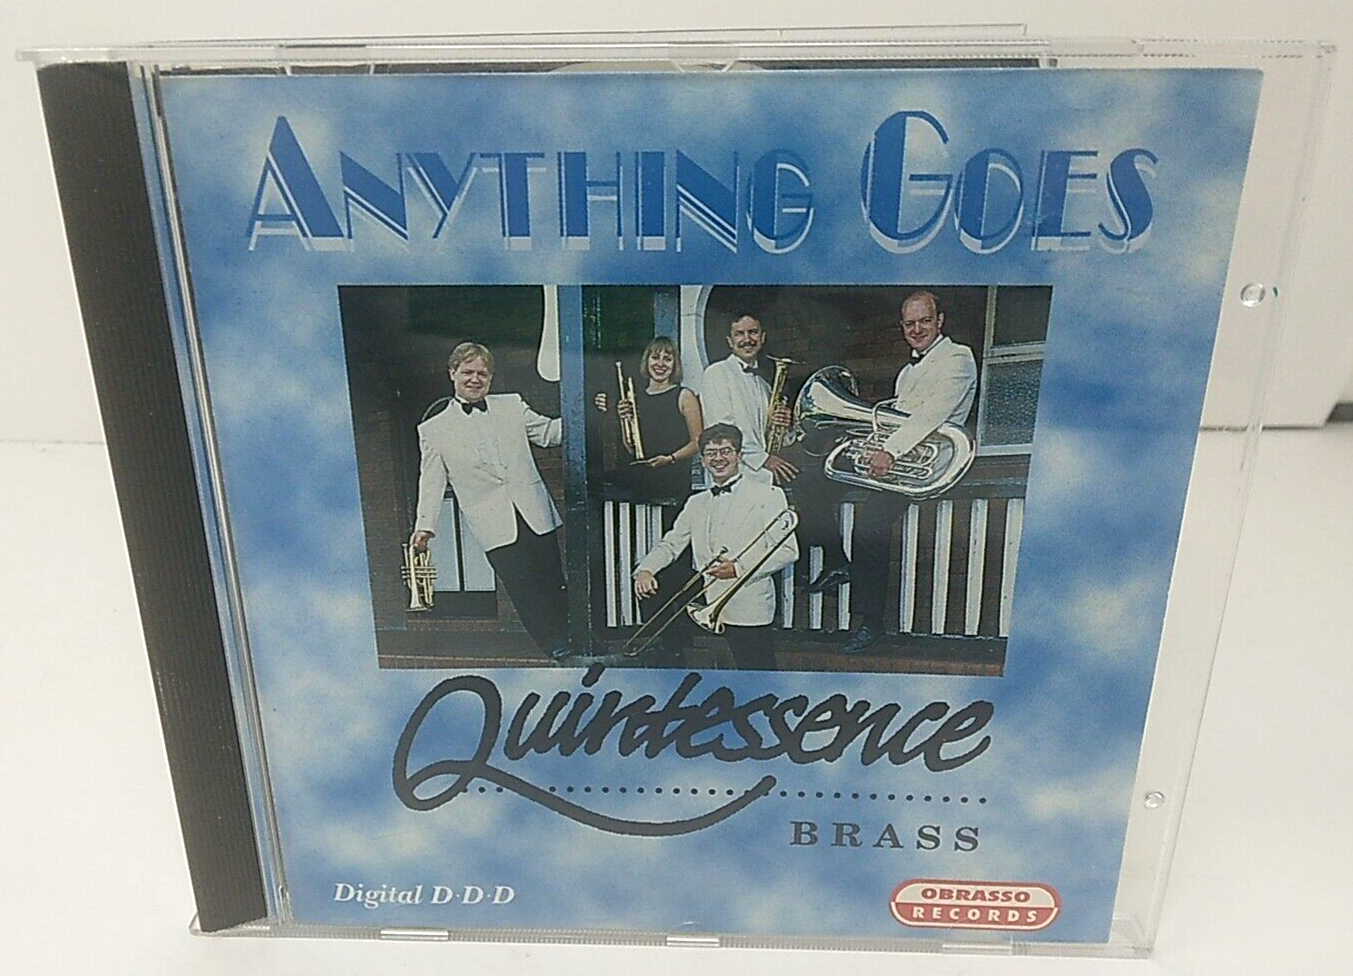 ANYTHING GOES
Quintessence
BRASS
Digital D·D·D
OBRASSO
RECORDS